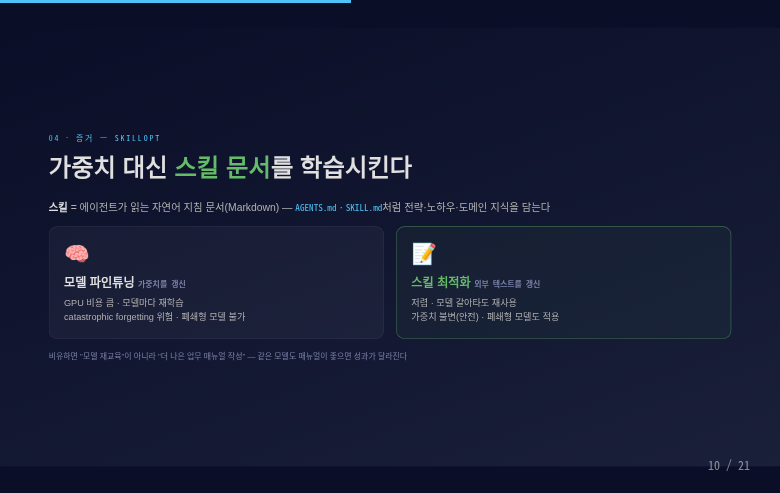 04 · 증거 — SKILLOPT
가중치 대신 스킬 문서를 학습시킨다
스킬 = 에이전트가 읽는 자연어 지침 문서(Markdown) — AGENTS.md · SKILL.md처럼 전략·노하우·도메인 지식을 담는다
모델 파인튜닝 가중치를 갱신
GPU 비용 큼 · 모델마다 재학습
catastrophic forgetting 위험 · 폐쇄형 모델 불가
스킬 최적화 외부 텍스트를 갱신
저렴 · 모델 갈아타도 재사용
가중치 불변(안전) · 폐쇄형 모델도 적용
비유하면 "모델 재교육"이 아니라 "더 나은 업무 매뉴얼 작성" — 같은 모델도 매뉴얼이 좋으면 성과가 달라진다
10 / 21